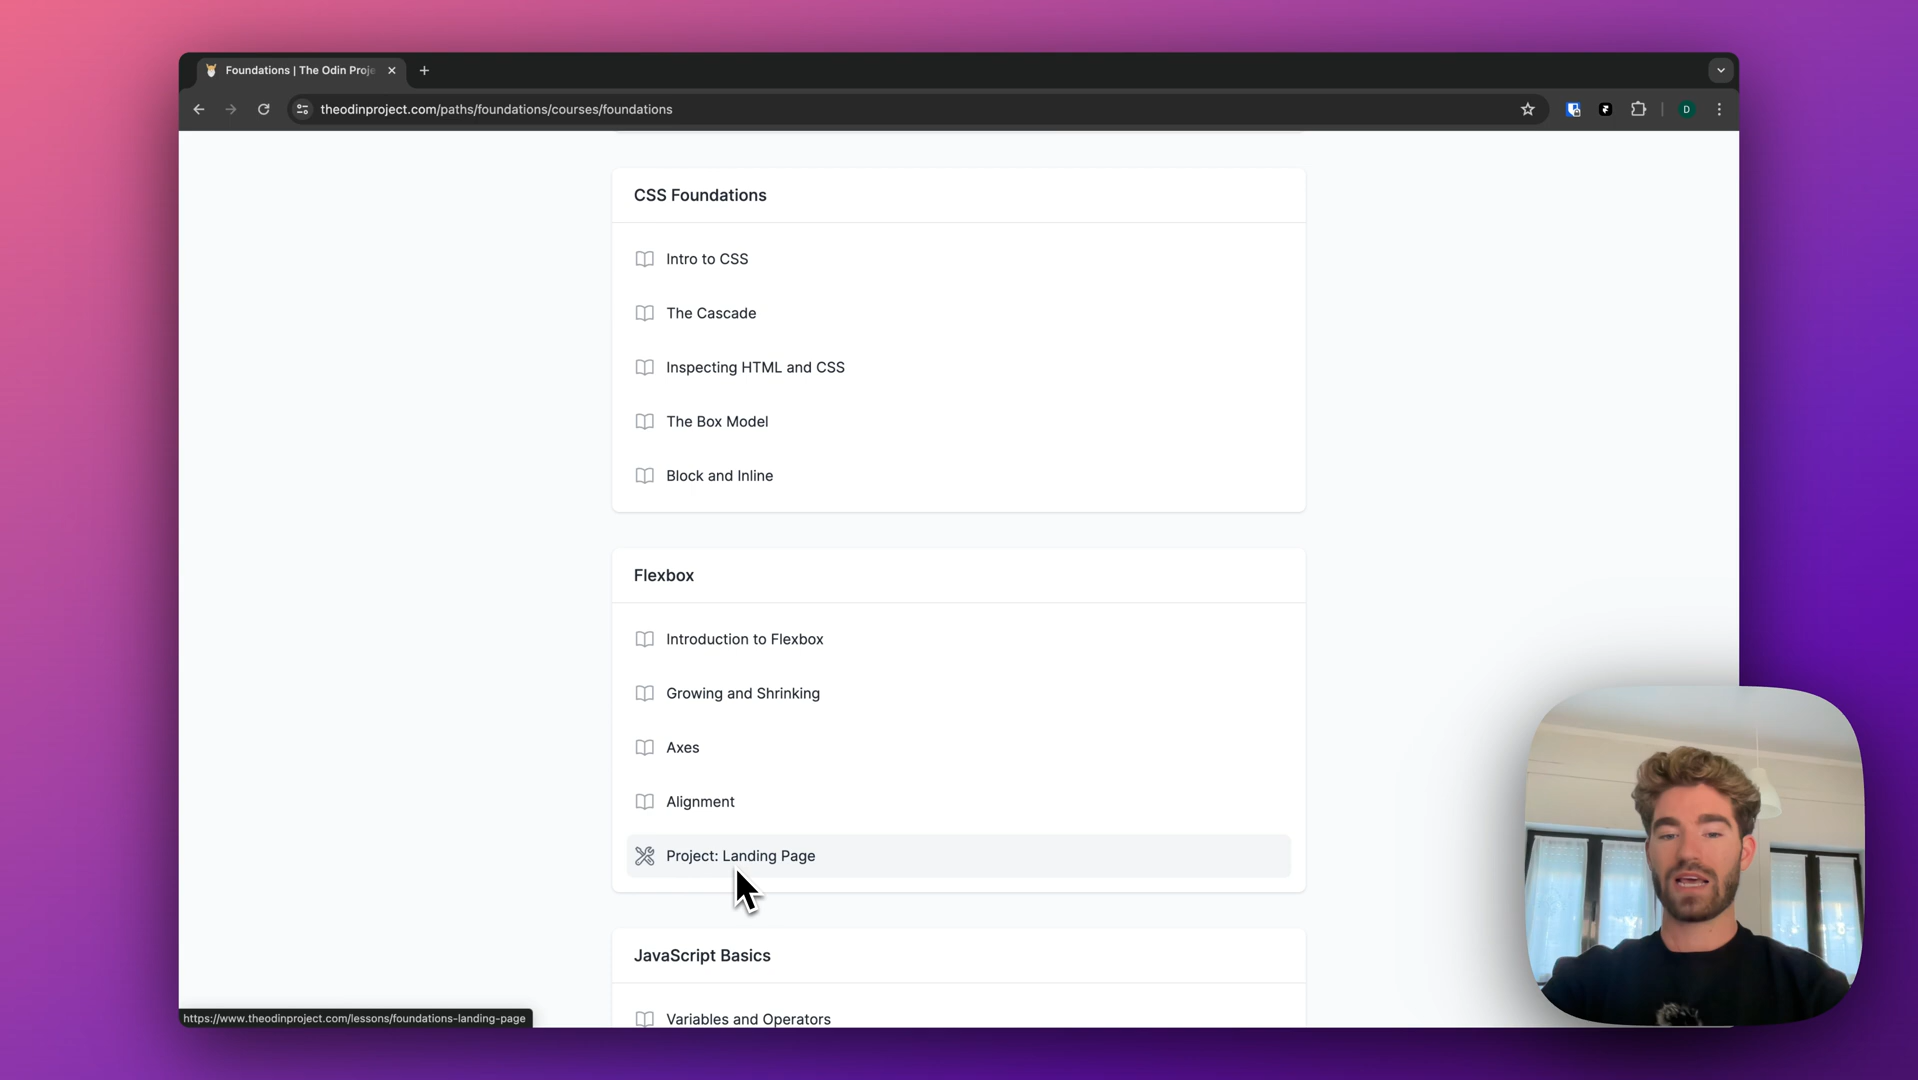 Foundations | The Odin Proje
theodinproject.com/paths/foundations/courses/foundations
D
CSS Foundations
Intro to CSS
The Cascade
Inspecting HTML and CSS
The Box Model
Block and Inline
Flexbox
Introduction to Flexbox
Growing and Shrinking
Axes
Alignment
Project: Landing Page
JavaScript Basics
Variables and Operators
https://www.theodinproject.com/lessons/foundations-landing-page